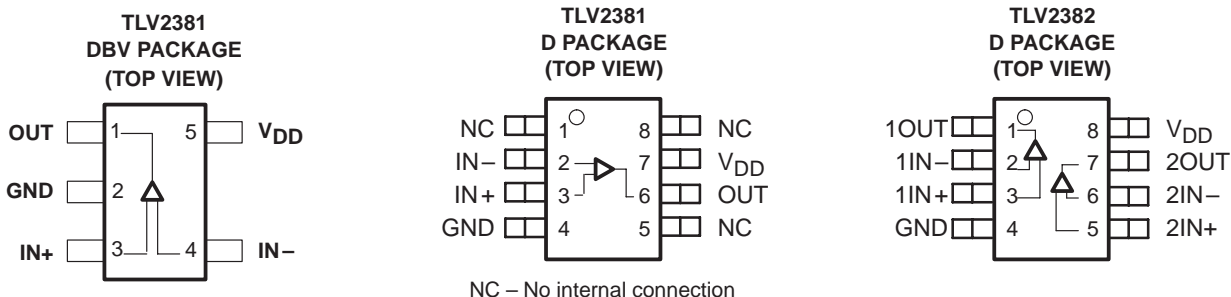 TLV2381
DBV PACKAGE
(TOP VIEW)
OUT 1 5 VDD
GND 2
IN+ 3 4 IN−
TLV2381
D PACKAGE
(TOP VIEW)
NC 1 8 NC
IN− 2 7 VDD
IN+ 3 6 OUT
GND 4 5 NC
NC – No internal connection
TLV2382
D PACKAGE
(TOP VIEW)
1OUT 1 8 VDD
1IN− 2 7 2OUT
1IN+ 3 6 2IN−
GND 4 5 2IN+